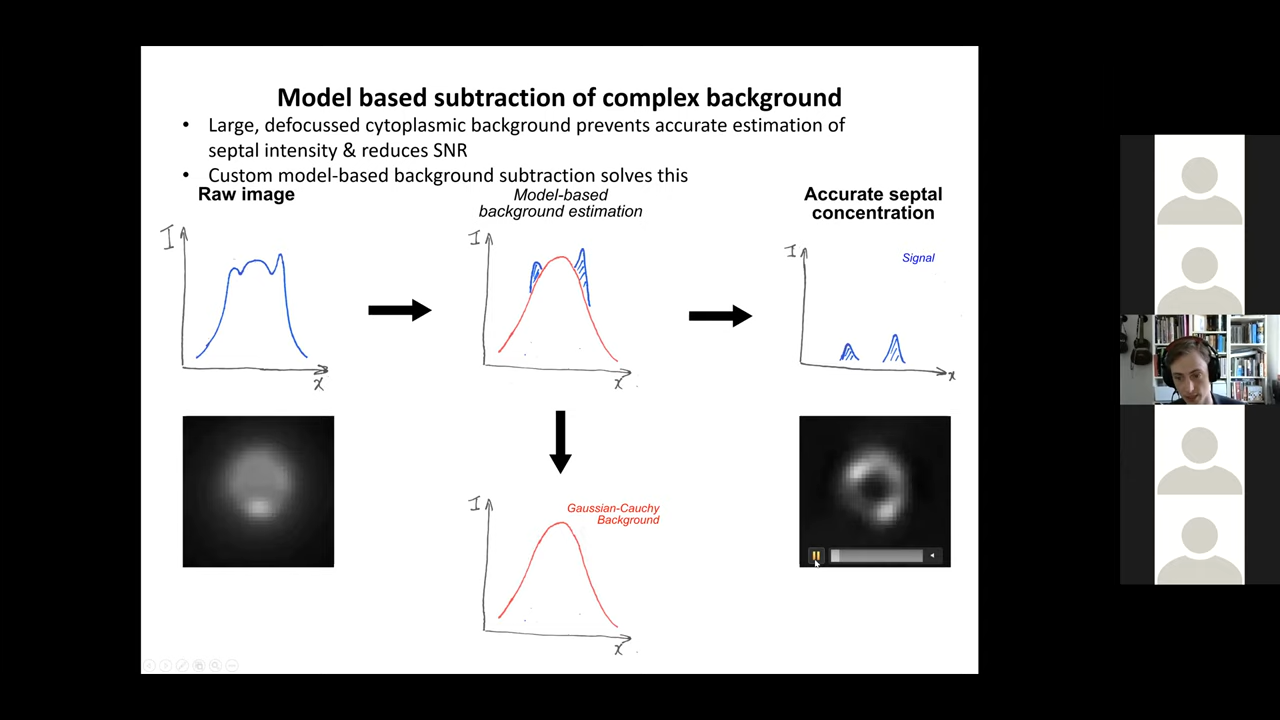 Model based subtraction of complex background
• Large, defocussed cytoplasmic background prevents accurate estimation of
septal intensity & reduces SNR
• Custom model-based background subtraction solves this
Raw image
Model-based
background estimation
Accurate septal
concentration
I
x
I
x
I
Signal
x
I
Gaussian-Cauchy
Background
x